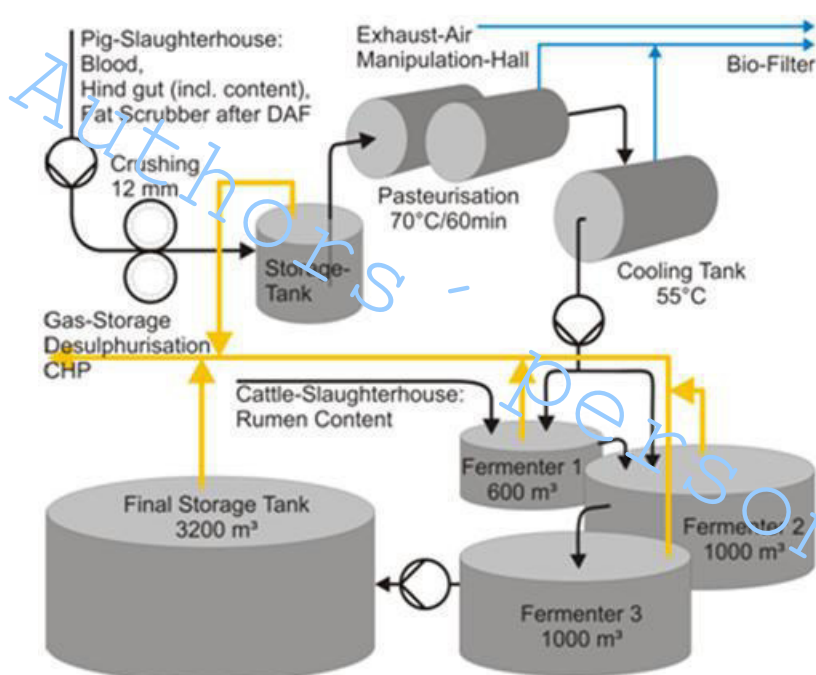 Pig-Slaughterhouse:
Blood,
Hind gut (incl. content),
Fat Scrubber after DAF
Exhaust-Air
Manipulation-Hall
Bio-Filter
Crushing
12 mm
Pasteurisation
70°C/60min
Storage-
Tank
Cooling Tank
55°C
Gas-Storage
Desulphurisation
CHP
Cattle-Slaughterhouse:
Rumen Content
Fermenter 1
600 m³
Final Storage Tank
3200 m³
Fermenter 2
1000 m³
Fermenter 3
1000 m³
Authors - person